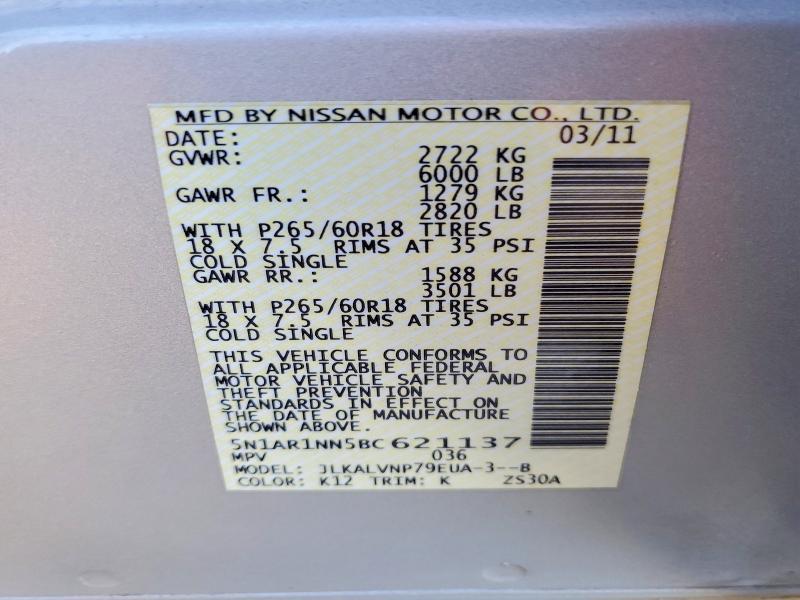 MFD BY NISSAN MOTOR CO., LTD.
DATE: 03/11
GVWR: 2722 KG
6000 LB
GAWR FR.: 1279 KG
2820 LB
WITH P265/60R18 TIRES
18 X 7.5 RIMS AT 35 PSI
COLD SINGLE
GAWR RR.: 1588 KG
3501 LB
WITH P265/60R18 TIRES
18 X 7.5 RIMS AT 35 PSI
COLD SINGLE
THIS VEHICLE CONFORMS TO
ALL APPLICABLE FEDERAL
MOTOR VEHICLE SAFETY AND
THEFT PREVENTION
STANDARDS IN EFFECT ON
THE DATE OF MANUFACTURE
SHOWN ABOVE.
5N1AR1NN5BC621137
MPV 036
MODEL: JLKALVNP79EUA-3--8
COLOR: K12 TRIM: K ZS30A